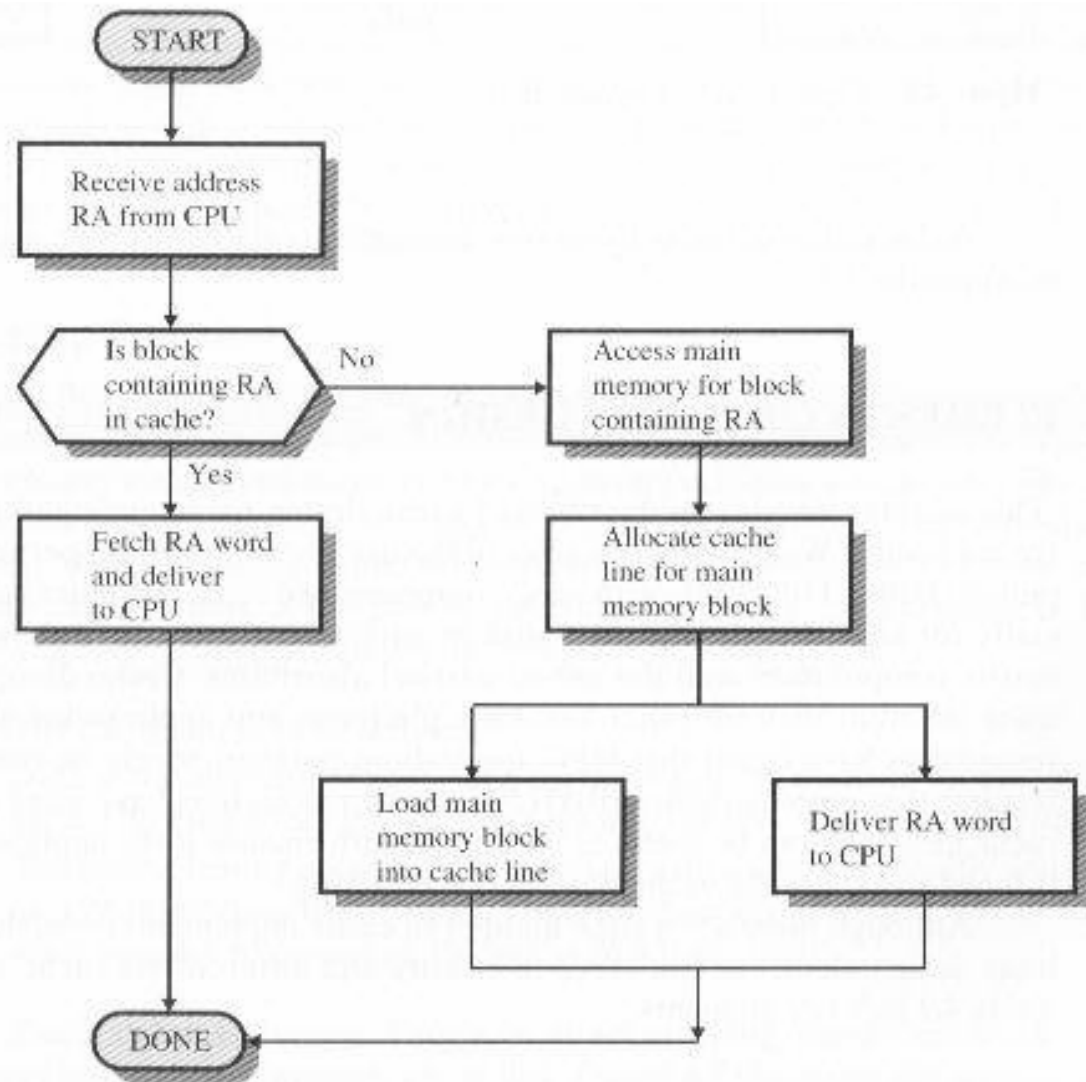 START
Receive address
RA from CPU
Is block
containing RA
in cache?
No
Access main
memory for block
containing RA
Yes
Fetch RA word
and deliver
to CPU
Allocate cache
line for main
memory block
Load main
memory block
into cache line
Deliver RA word
to CPU
DONE